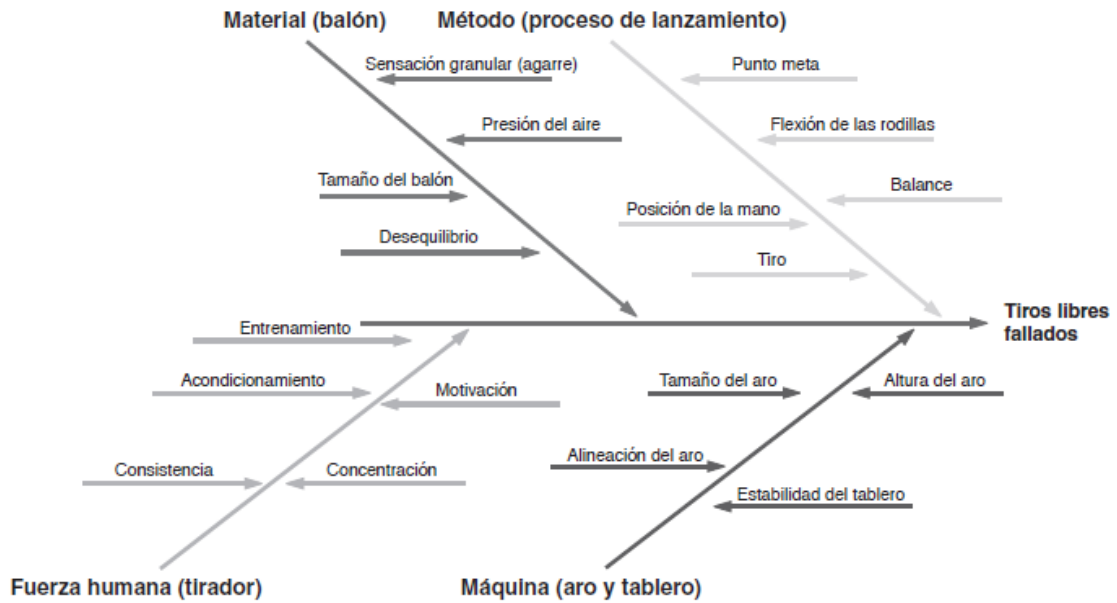 Material (balón)
Método (proceso de lanzamiento)
Sensación granular (agarre)
Punto meta
Presión del aire
Flexión de las rodillas
Tamaño del balón
Balance
Posición de la mano
Desequilibrio
Tiro
Tiros libres
fallados
Entrenamiento
Acondicionamiento
Motivación
Tamaño del aro
Altura del aro
Consistencia
Concentración
Alineación del aro
Estabilidad del tablero
Fuerza humana (tirador)
Máquina (aro y tablero)